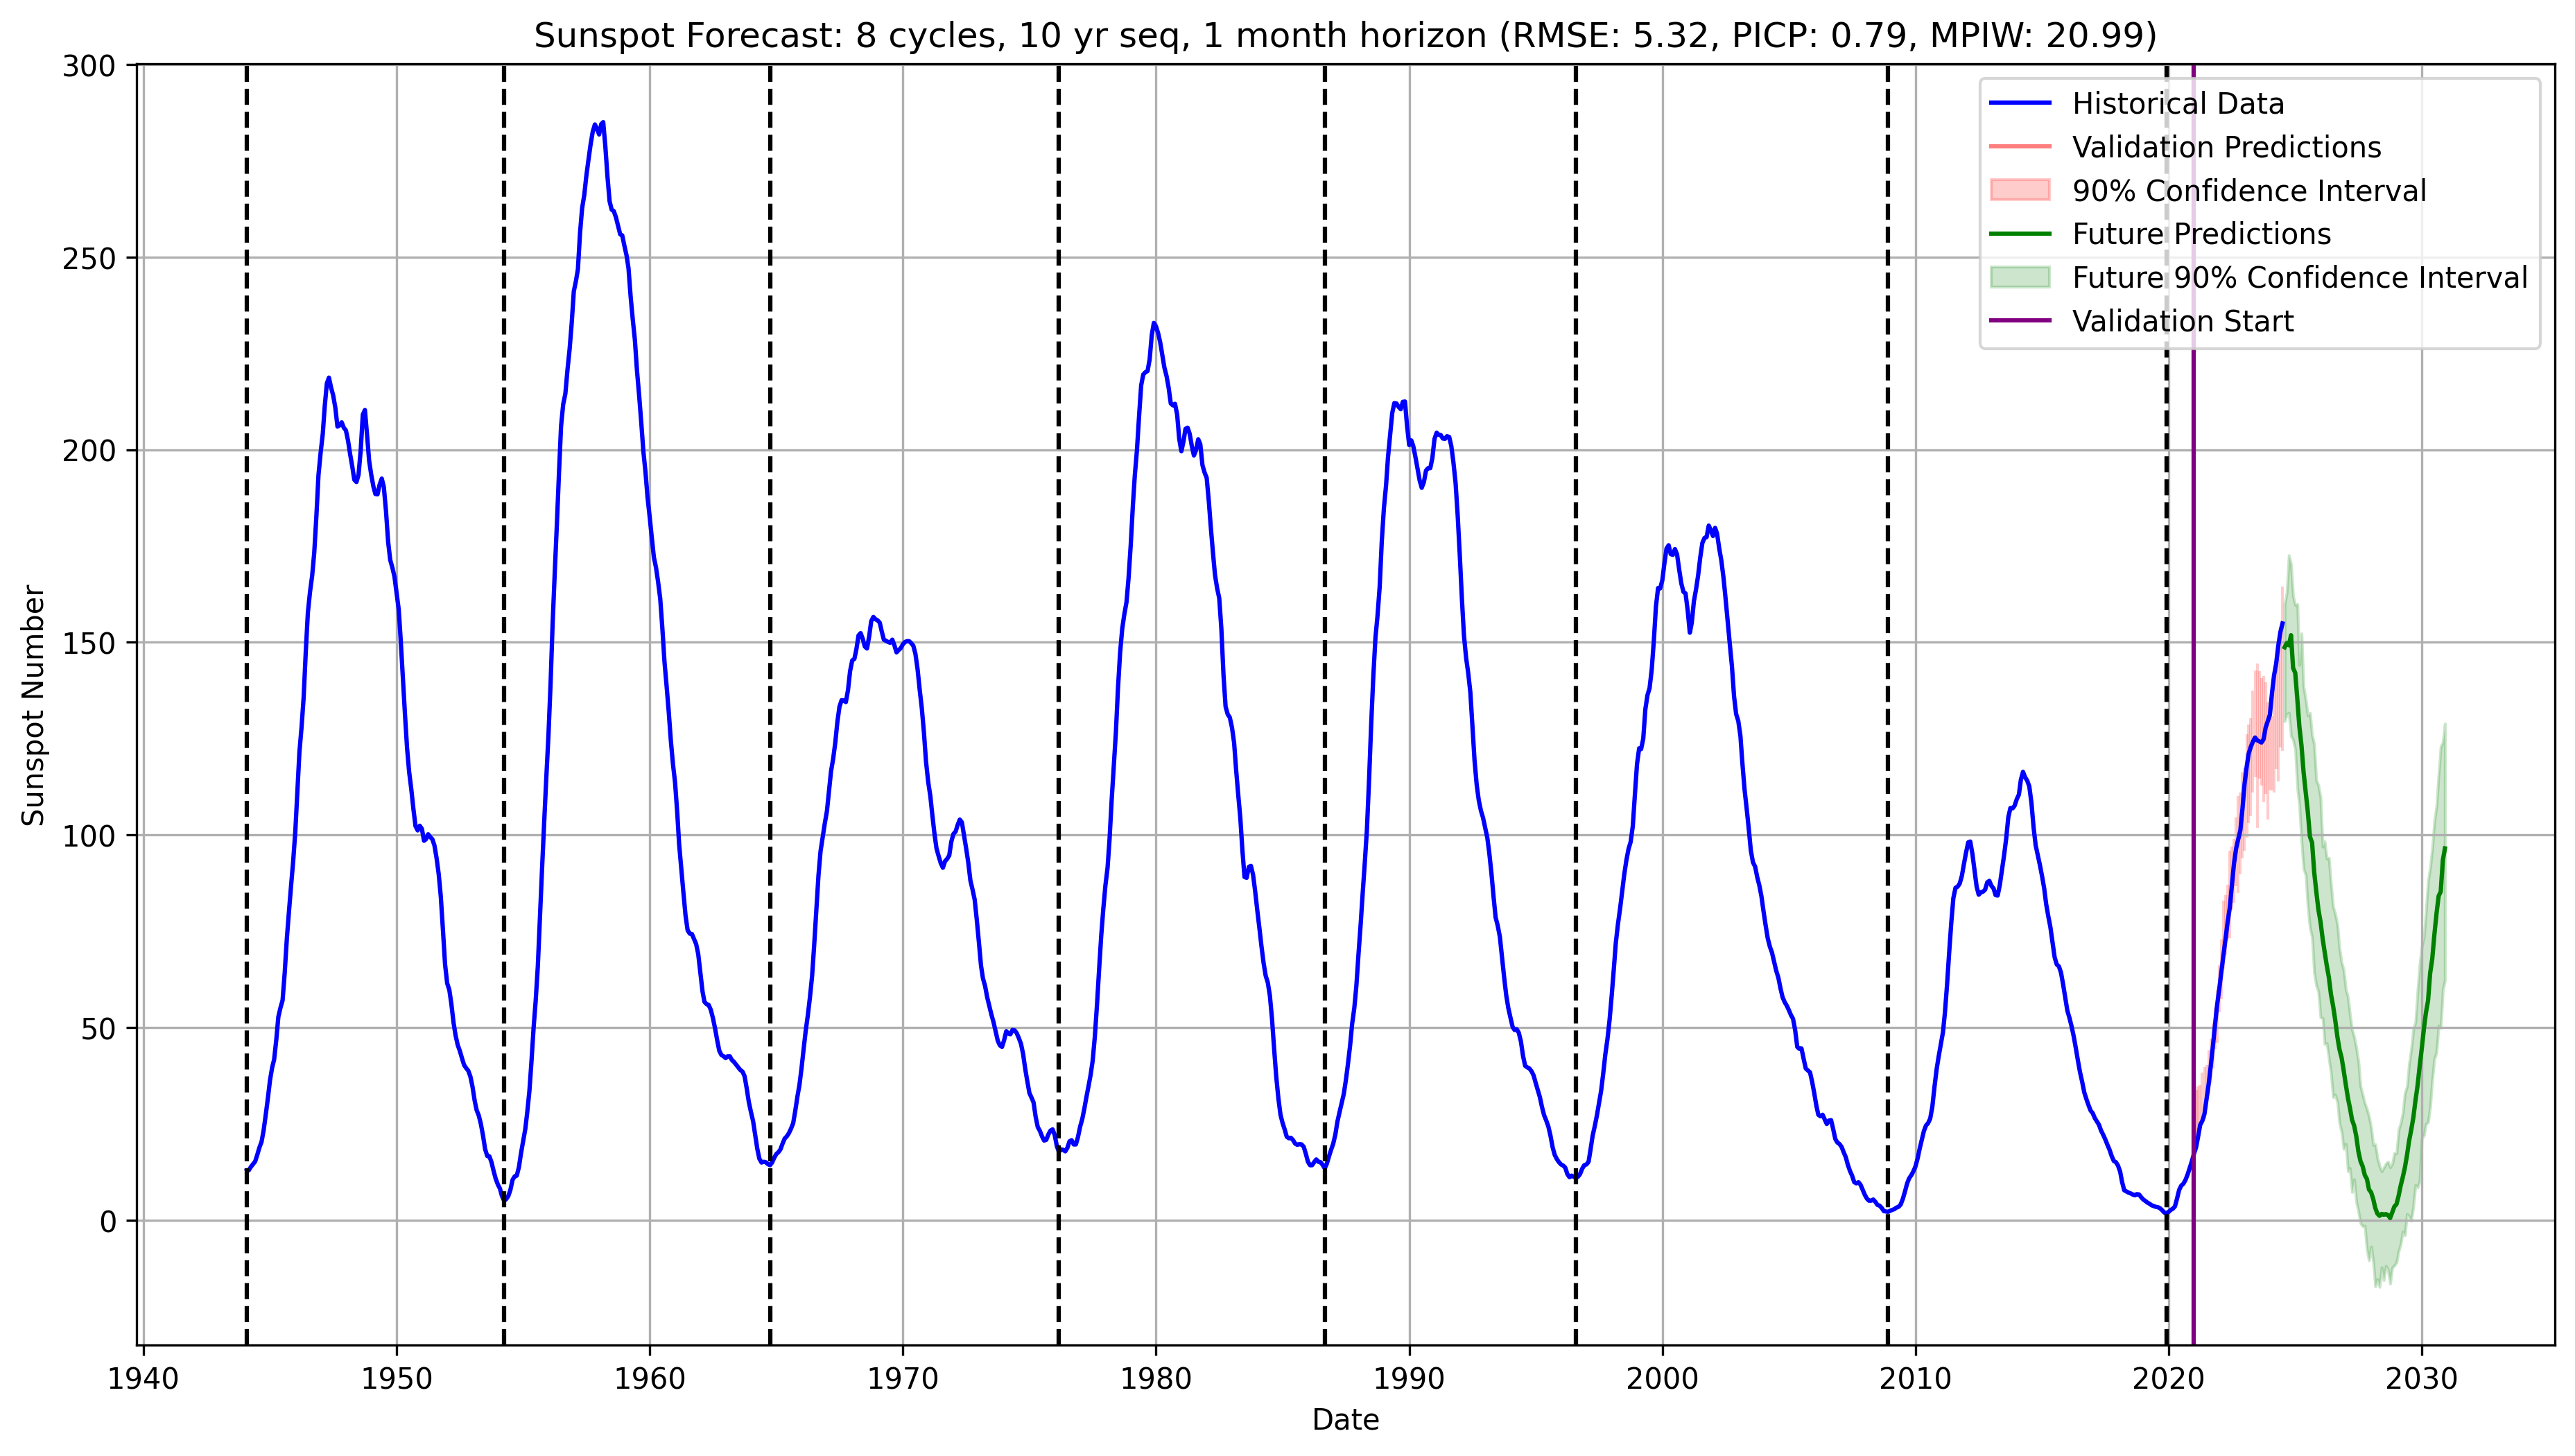 Sunspot Forecast: 8 cycles, 10 yr seq, 1 month horizon (RMSE: 5.32, PICP: 0.79, MPIW: 20.99)
Historical Data
Validation Predictions
90% Confidence Interval
Future Predictions
Future 90% Confidence Interval
Validation Start
Sunspot Number
300
250
200
150
100
50
0
1940 1950 1960 1970 1980 1990 2000 2010 2020 2030
Date